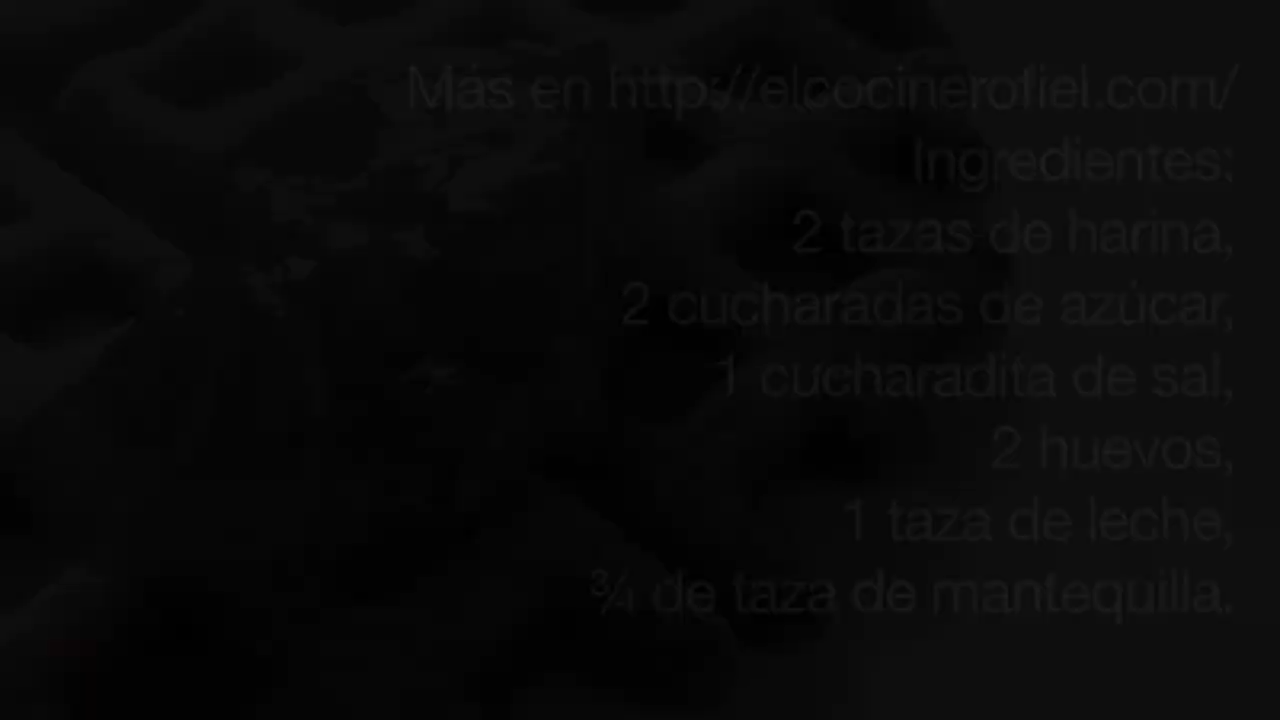 Más en http://elcocinerofiel.com/
Ingredientes:
2 tazas de harina,
2 cucharadas de azúcar,
1 cucharadita de sal,
2 huevos,
1 taza de leche,
¾ de taza de mantequilla.